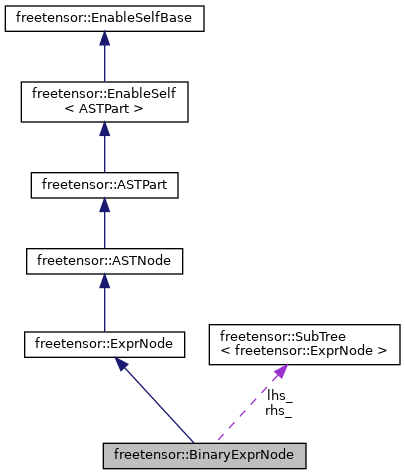 freetensor::EnableSelfBase
freetensor::EnableSelf
< ASTPart >
freetensor::ASTPart
freetensor::ASTNode
freetensor::ExprNode
freetensor::SubTree
< freetensor::ExprNode >
lhs_
rhs_
freetensor::BinaryExprNode